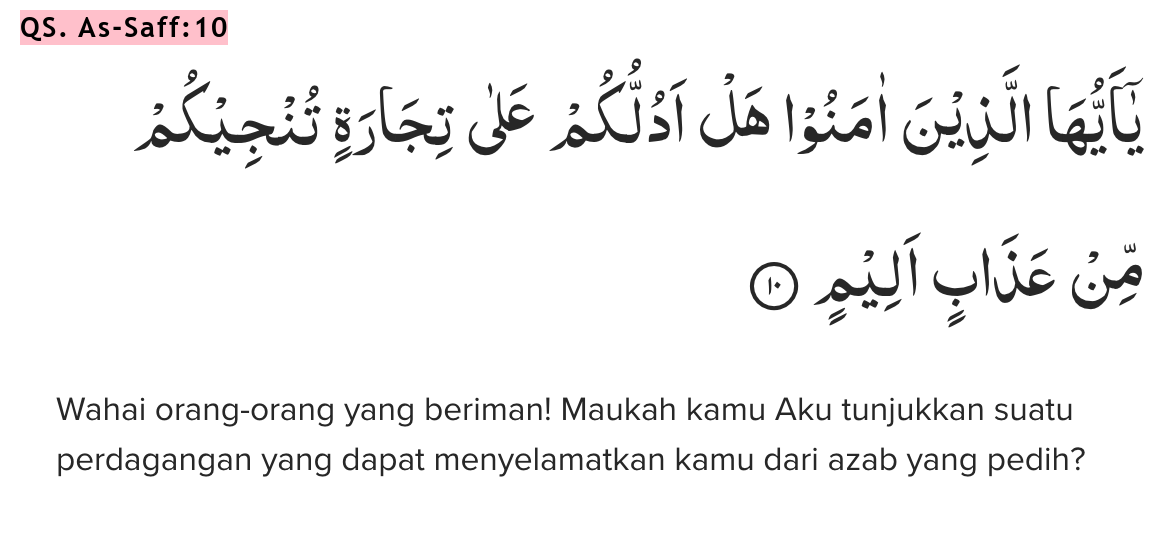 QS. As-Saff:10
يٰٓاَيُّهَا الَّذِيْنَ اٰمَنُوْا هَلْ اَدُلُّكُمْ عَلٰى تِجَارَةٍ تُنْجِيْكُمْ
مِّنْ عَذَابٍ اَلِيْمٍ ١٠
Wahai orang-orang yang beriman! Maukah kamu Aku tunjukkan suatu
perdagangan yang dapat menyelamatkan kamu dari azab yang pedih?